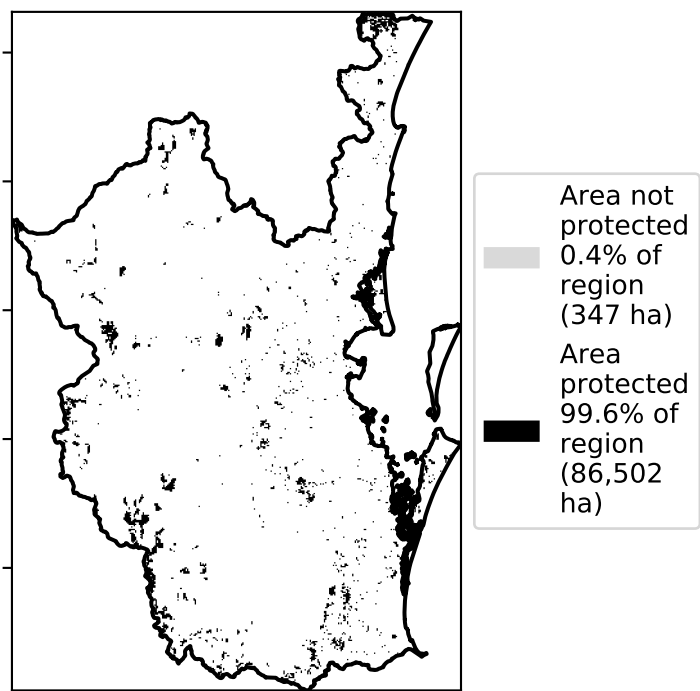 Area not
protected
0.4% of
region
(347 ha)
Area
protected
99.6% of
region
(86,502
ha)